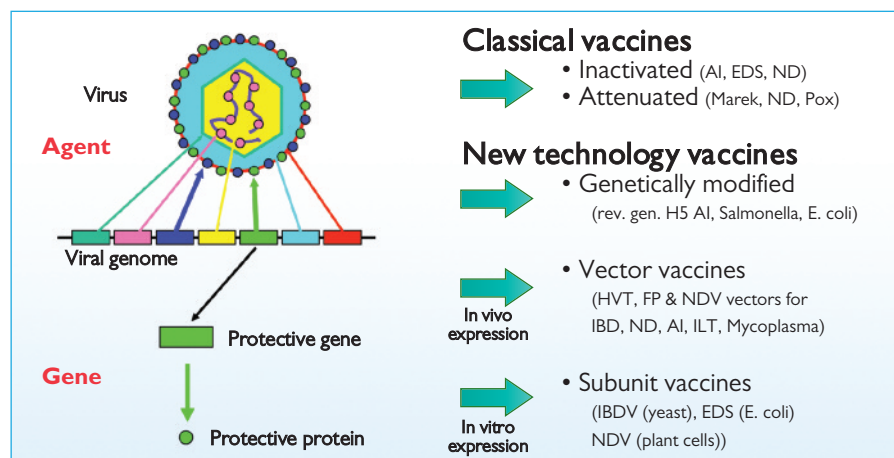 Virus
Agent
Viral genome
Protective gene
Gene
Protective protein
Classical vaccines
• Inactivated (AI, EDS, ND)
• Attenuated (Marek, ND, Pox)
New technology vaccines
• Genetically modified
(rev. gen. H5 AI, Salmonella, E. coli)
In vivo
expression
• Vector vaccines
(HVT, FP & NDV vectors for
IBD, ND, AI, ILT, Mycoplasma)
In vitro
expression
• Subunit vaccines
(IBDV (yeast), EDS (E. coli)
NDV (plant cells))